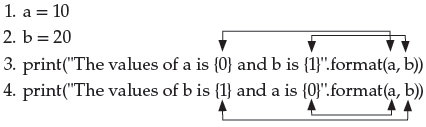 1. a = 10
2. b = 20
3. print("The values of a is {0} and b is {1}".format(a, b))
4. print("The values of b is {1} and a is {0}".format(a, b))